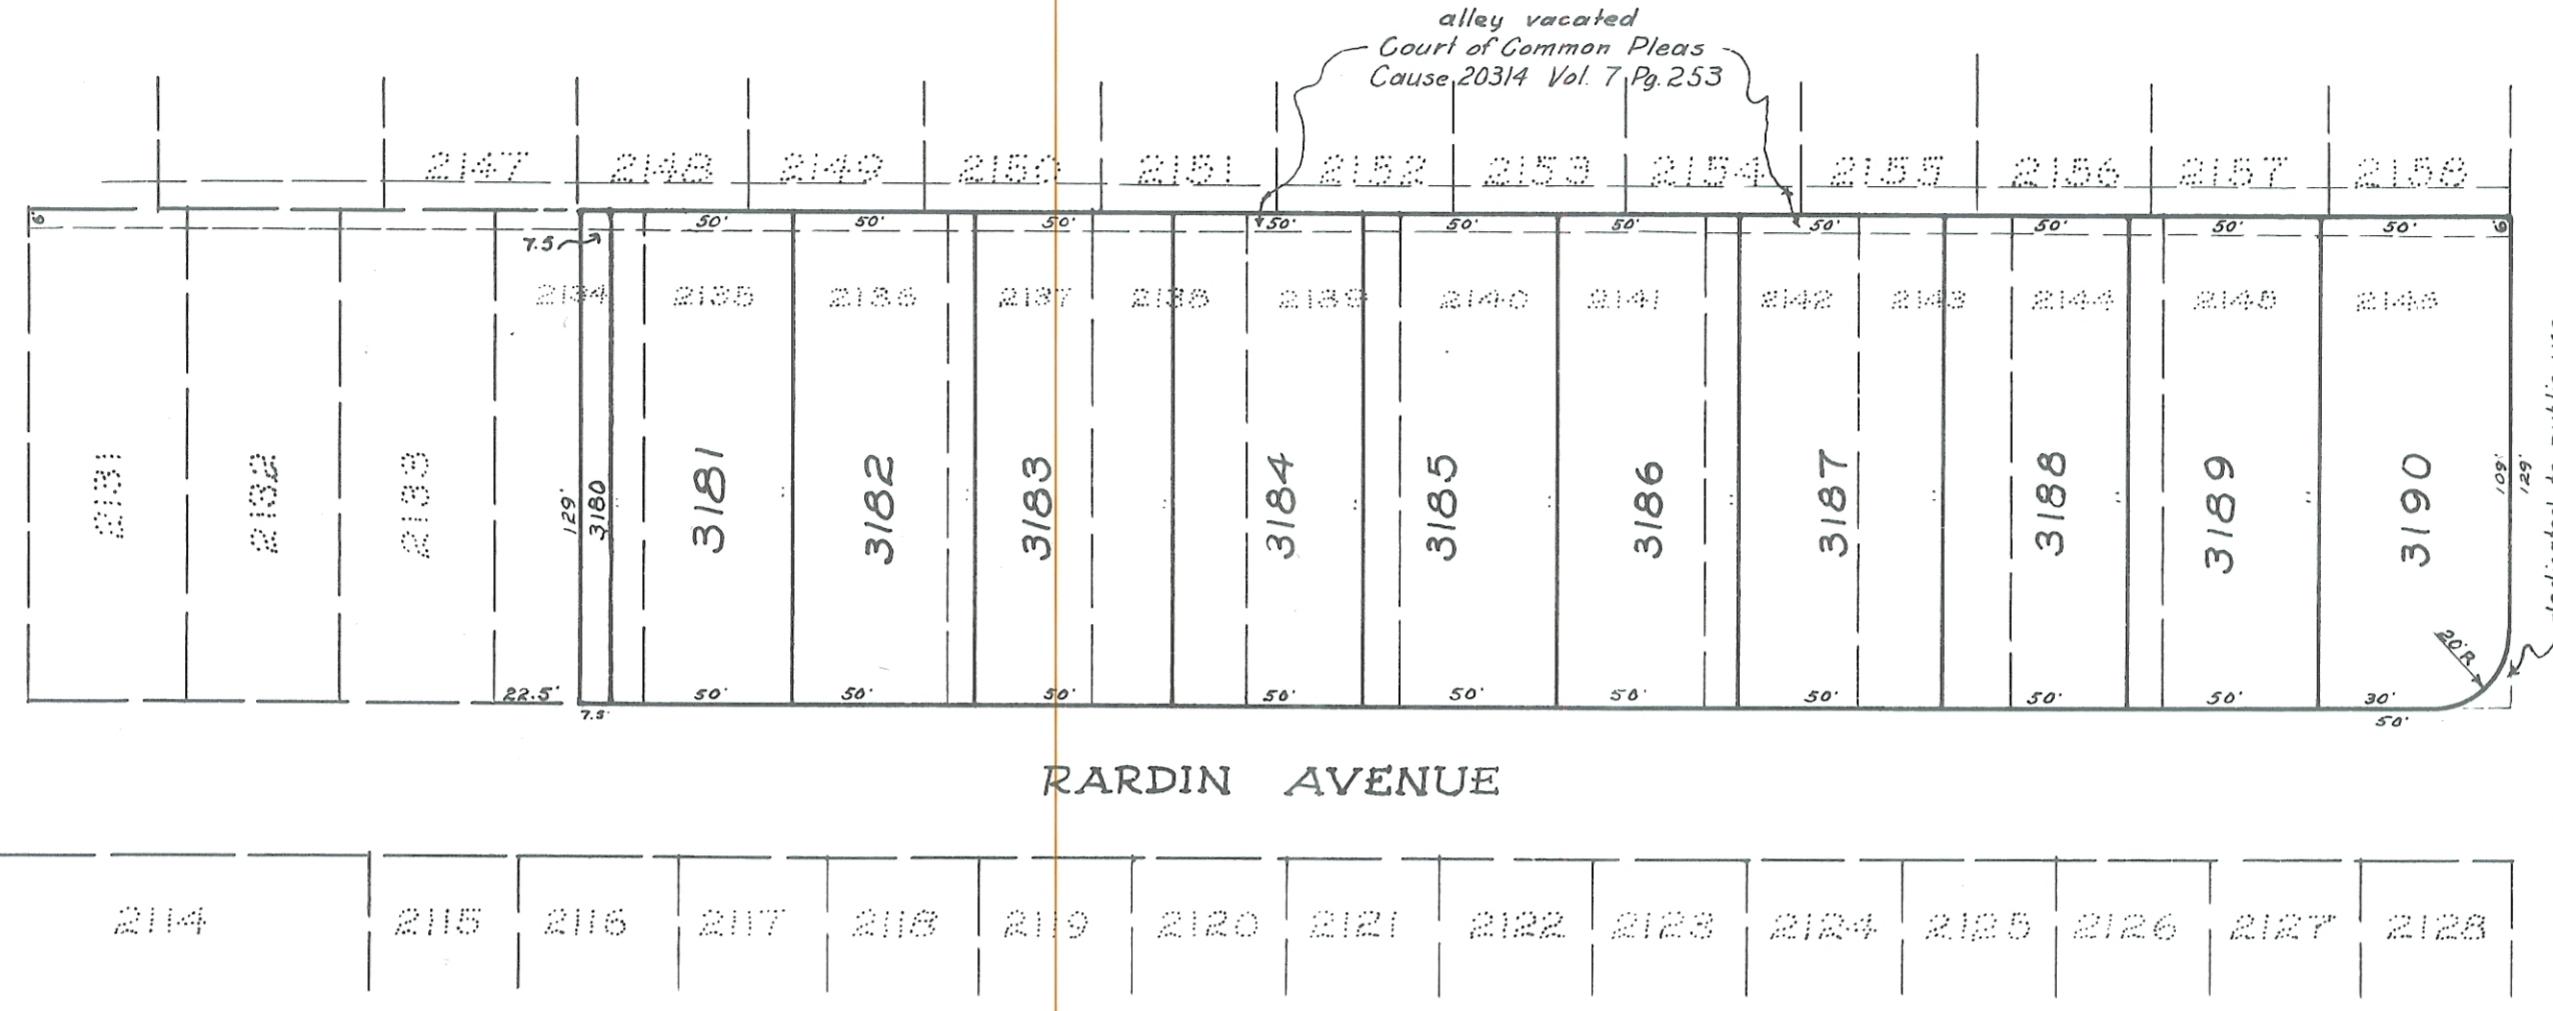 alley vacated
Court of Common Pleas
Cause 20314 Vol. 7 Pg. 253
2147 2148 2149 2150 2151 2152 2153 2154 2155 2156 2157 2158
6 50' 50' 50' 50' 50' 50' 50' 50' 50' 50' 6
7.5
2134 2135 2136 2137 2138 2139 2140 2141 2142 2143 2144 2145 2146
2131 2132 2133 129' 3180 3181 3182 3183 3184 3185 3186 3187 3188 3189 3190 109' 129'
20'R
22.5' 50' 50' 50' 50' 50' 50' 50' 50' 50' 30'
7.5' 50'
RARDIN AVENUE
2114 2115 2116 2117 2118 2119 2120 2121 2122 2123 2124 2125 2126 2127 2128